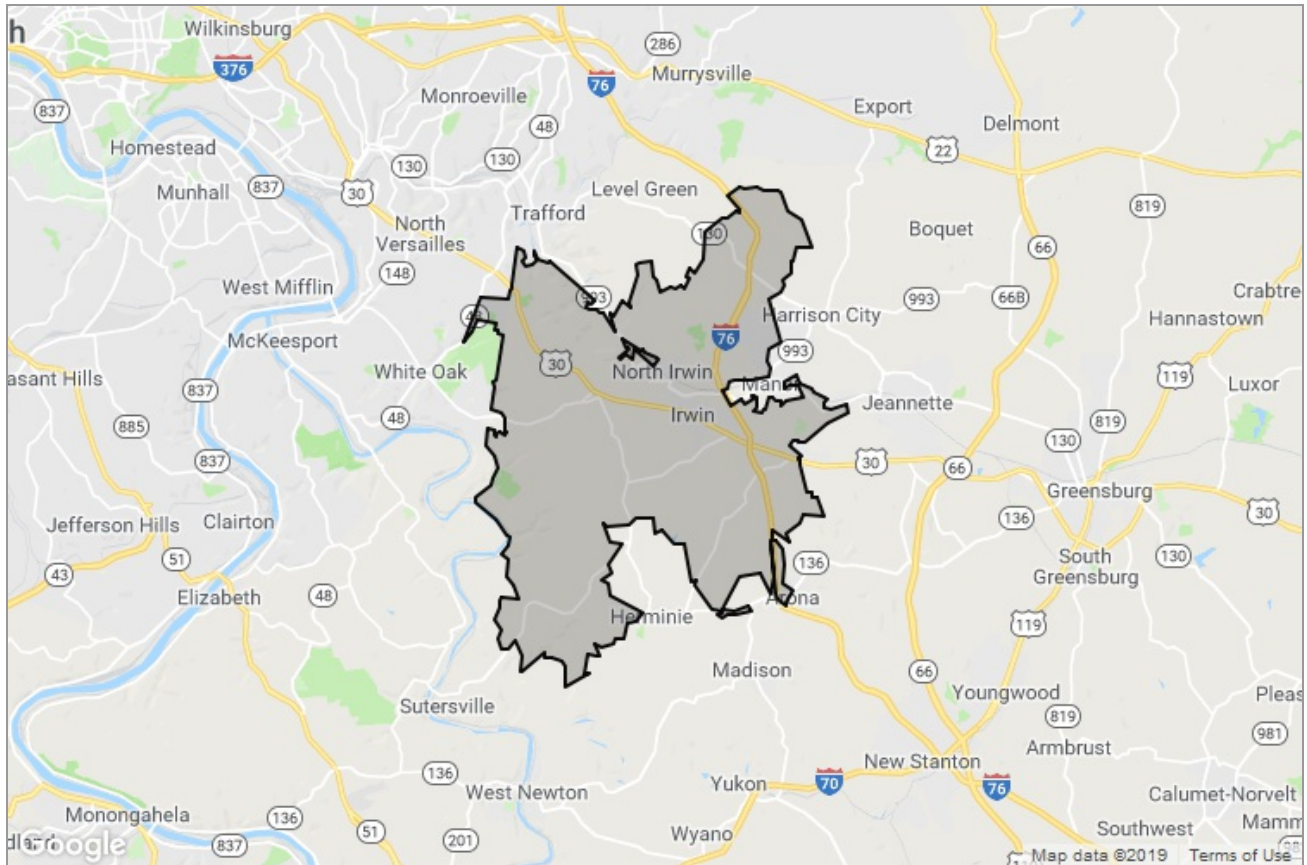 h
Wilkinsburg
286
376
76
Murrysville
837
Monroeville
Export
48
Delmont
Homestead
130
130
22
Munhall
837
30
Level Green
819
Trafford
North
Versailles
130
Boquet
66
148
West Mifflin
993
993
66B
Crabtre
48
Harrison City
Hannastown
McKeesport
76
993
30
asant Hills
White Oak
North Irwin
119
837
Luxor
48
Irwin
Jeannette
885
819
130
837
30
66
Greensburg
30
Jefferson Hills
Clairton
136
51
136
South
Greensburg
130
43
Elizabeth
48
Arona
Herminie
119
Madison
66
Youngwood
Pleas
Sutersville
819
981
Armbrust
New Stanton
136
Yukon
70
76
West Newton
Calumet-Norvelt
Monongahela
136
51
Southwest
Mamm
Wyano
837
201
Google
Map data ©2019
Terms of Use